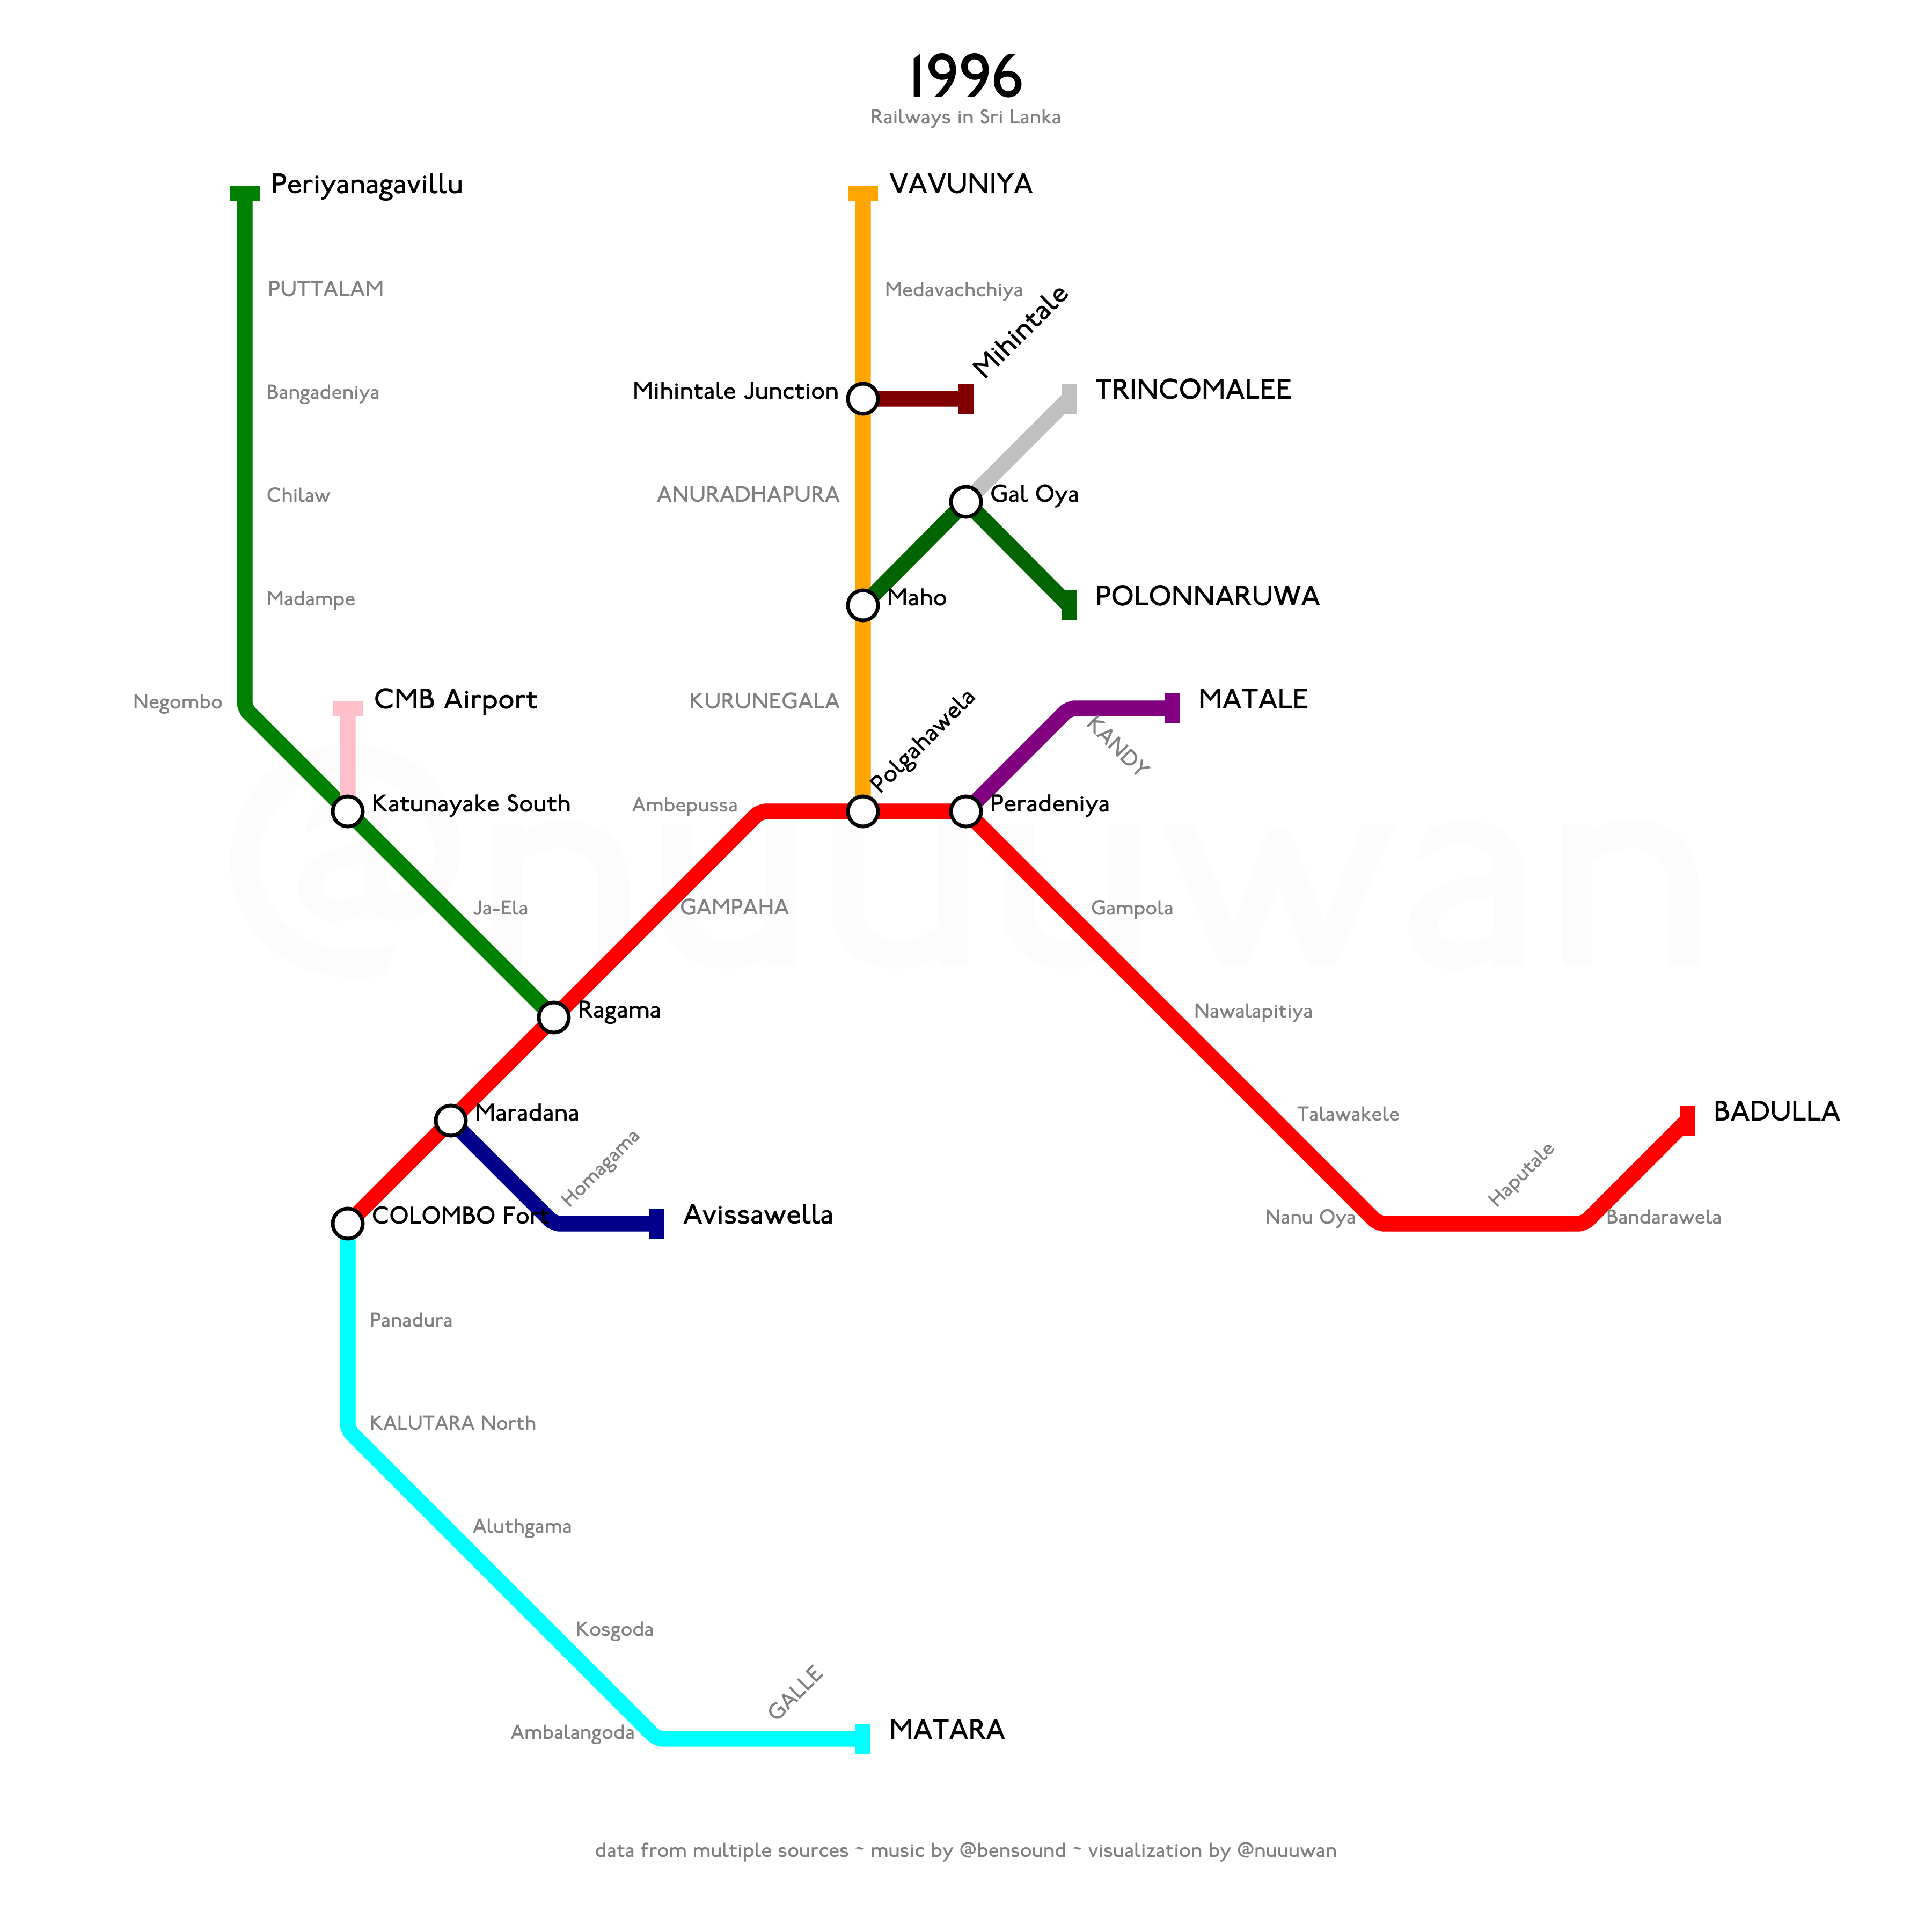 1996
Railways in Sri Lanka
Periyanagavillu
VAVUNIYA
PUTTALAM
Medavachchiya
Mihintale
Bangadeniya
Mihintale Junction
TRINCOMALEE
Chilaw
ANURADHAPURA
Gal Oya
Madampe
Maho
POLONNARUWA
Negombo
CMB Airport
KURUNEGALA
Polgahawela
MATALE
KANDY
Katunayake South
Ambepussa
Peradeniya
@nuuuwan
Ja-Ela
GAMPAHA
Gampola
Ragama
Nawalapitiya
Maradana
Homagama
Talawakele
Haputale
BADULLA
COLOMBO Fort
Avissawella
Nanu Oya
Bandarawela
Panadura
KALUTARA North
Aluthgama
Kosgoda
GALLE
Ambalangoda
MATARA
data from multiple sources ~ music by @bensound ~ visualization by @nuuuwan